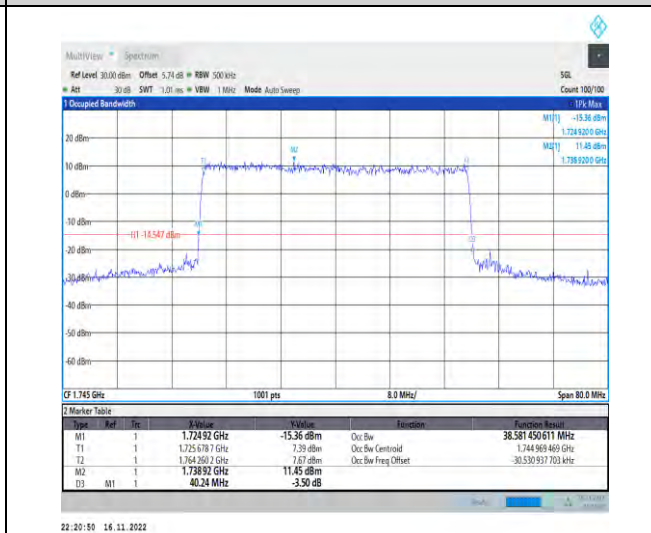 MultiView Spectrum
Ref Level 30.00 dBm Offset 5.74 dB RBW 500 kHz SGL
Att 30 dB SWT 1.01 ms VBW 1 MHz Mode Auto Sweep Count 100/100
1 Occupied Bandwidth 1Pk Max
M1[1] -15.36 dBm
1.724 920 0 GHz
M2[1] 11.45 dBm
1.738 920 0 GHz
20 dBm
M2
10 dBm
0 dBm
-10 dBm
H1 -14.547 dBm
-20 dBm
-30 dBm
-40 dBm
-50 dBm
-60 dBm
CF 1.745 GHz 1001 pts 8.0 MHz/ Span 80.0 MHz
2 Marker Table
Type Ref Trc X-Value Y-Value Function Function Result
M1 1 1.724 92 GHz -15.36 dBm Occ Bw 38.581 450 611 MHz
T1 1 1.725 678 7 GHz 7.39 dBm Occ Bw Centroid 1.744 969 469 GHz
T2 1 1.764 260 2 GHz 7.67 dBm Occ Bw Freq Offset -30.530 937 703 kHz
M2 1 1.738 92 GHz 11.45 dBm
D3 M1 1 40.24 MHz -3.50 dB
22:20:50 16.11.2022